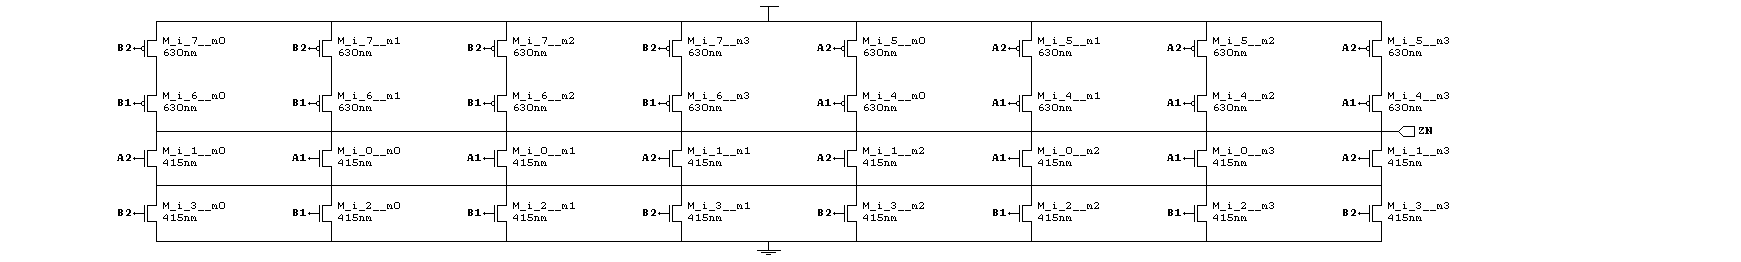 B2 M_i_7__m0 B2 M_i_7__m1 B2 M_i_7__m2 B2 M_i_7__m3 A2 M_i_5__m0 A2 M_i_5__m1 A2 M_i_5__m2 A2 M_i_5__m3
630nm 630nm 630nm 630nm 630nm 630nm 630nm 630nm
B1 M_i_6__m0 B1 M_i_6__m1 B1 M_i_6__m2 B1 M_i_6__m3 A1 M_i_4__m0 A1 M_i_4__m1 A1 M_i_4__m2 A1 M_i_4__m3
630nm 630nm 630nm 630nm 630nm 630nm 630nm 630nm
ZN
A2 M_i_1__m0 A1 M_i_0__m0 A1 M_i_0__m1 A2 M_i_1__m1 A2 M_i_1__m2 A1 M_i_0__m2 A1 M_i_0__m3 A2 M_i_1__m3
415nm 415nm 415nm 415nm 415nm 415nm 415nm 415nm
B2 M_i_3__m0 B1 M_i_2__m0 B1 M_i_2__m1 B2 M_i_3__m1 B2 M_i_3__m2 B1 M_i_2__m2 B1 M_i_2__m3 B2 M_i_3__m3
415nm 415nm 415nm 415nm 415nm 415nm 415nm 415nm